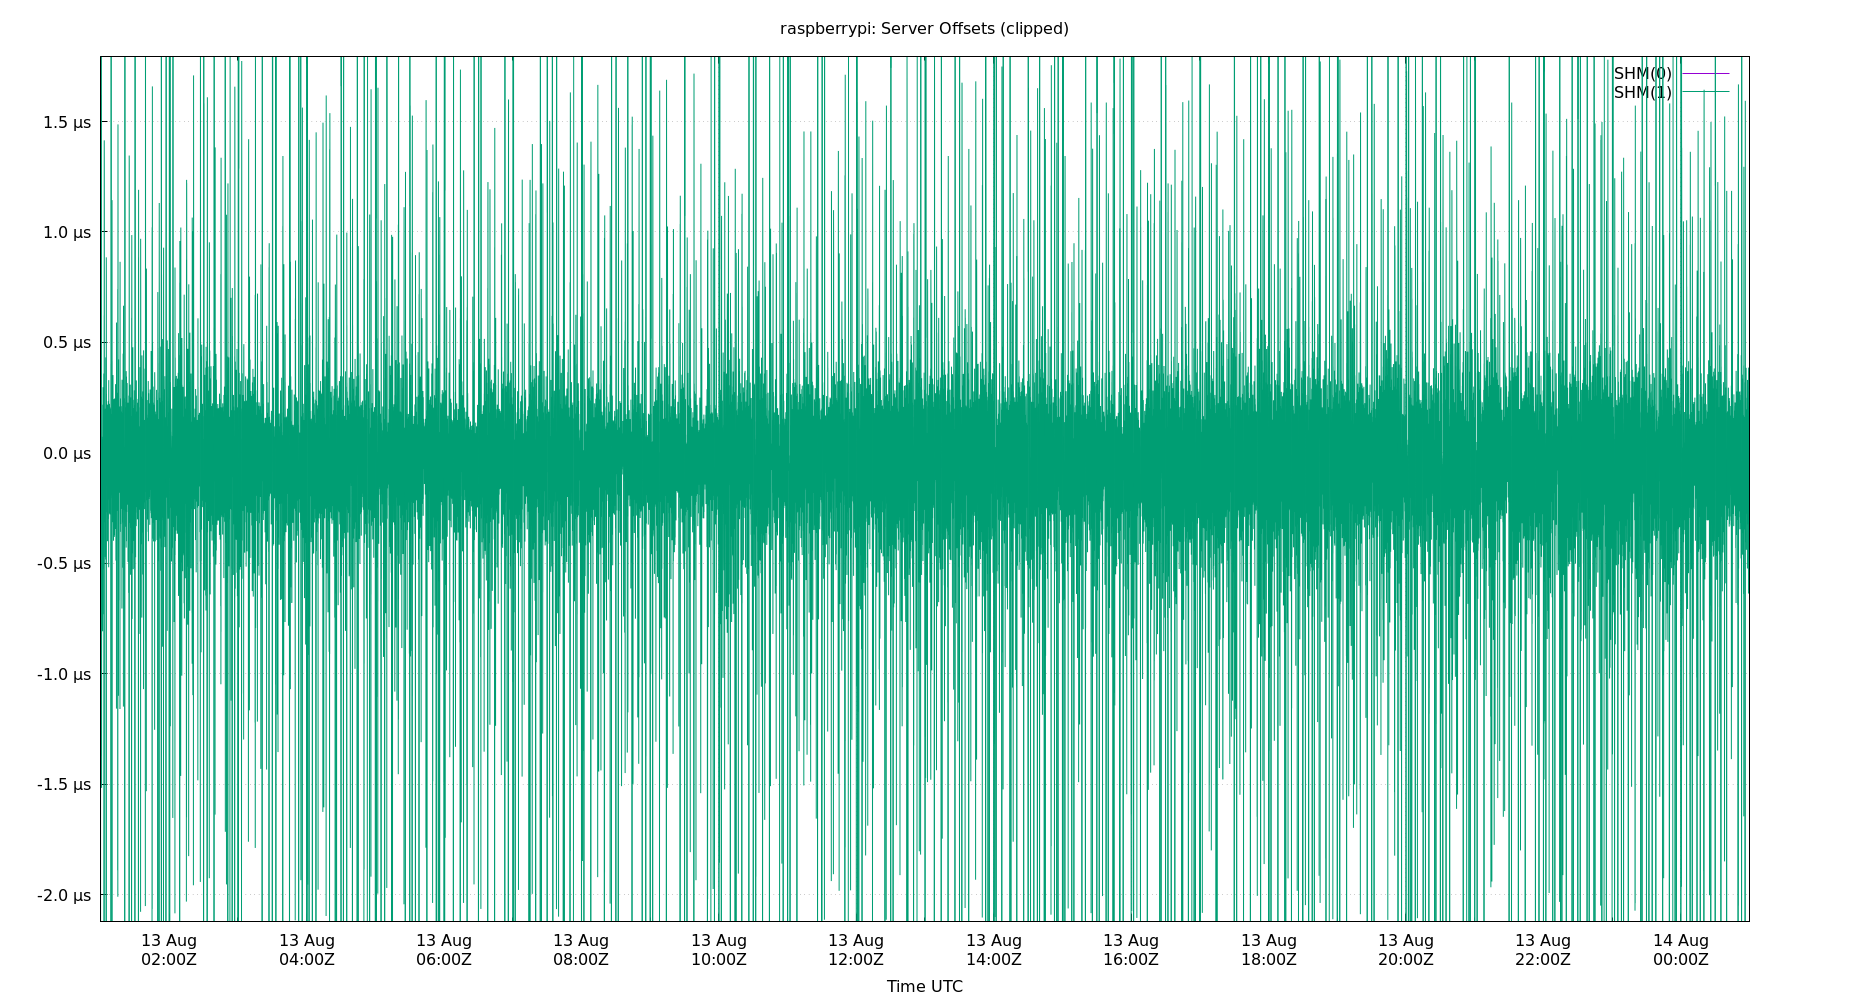 raspberrypi: Server Offsets (clipped)
SHM(0)
SHM(1)
1.5 µs
1.0 µs
0.5 µs
0.0 µs
-0.5 µs
-1.0 µs
-1.5 µs
-2.0 µs
13 Aug 13 Aug 13 Aug 13 Aug 13 Aug 13 Aug 13 Aug 13 Aug 13 Aug 13 Aug 13 Aug 14 Aug
02:00Z 04:00Z 06:00Z 08:00Z 10:00Z 12:00Z 14:00Z 16:00Z 18:00Z 20:00Z 22:00Z 00:00Z
Time UTC